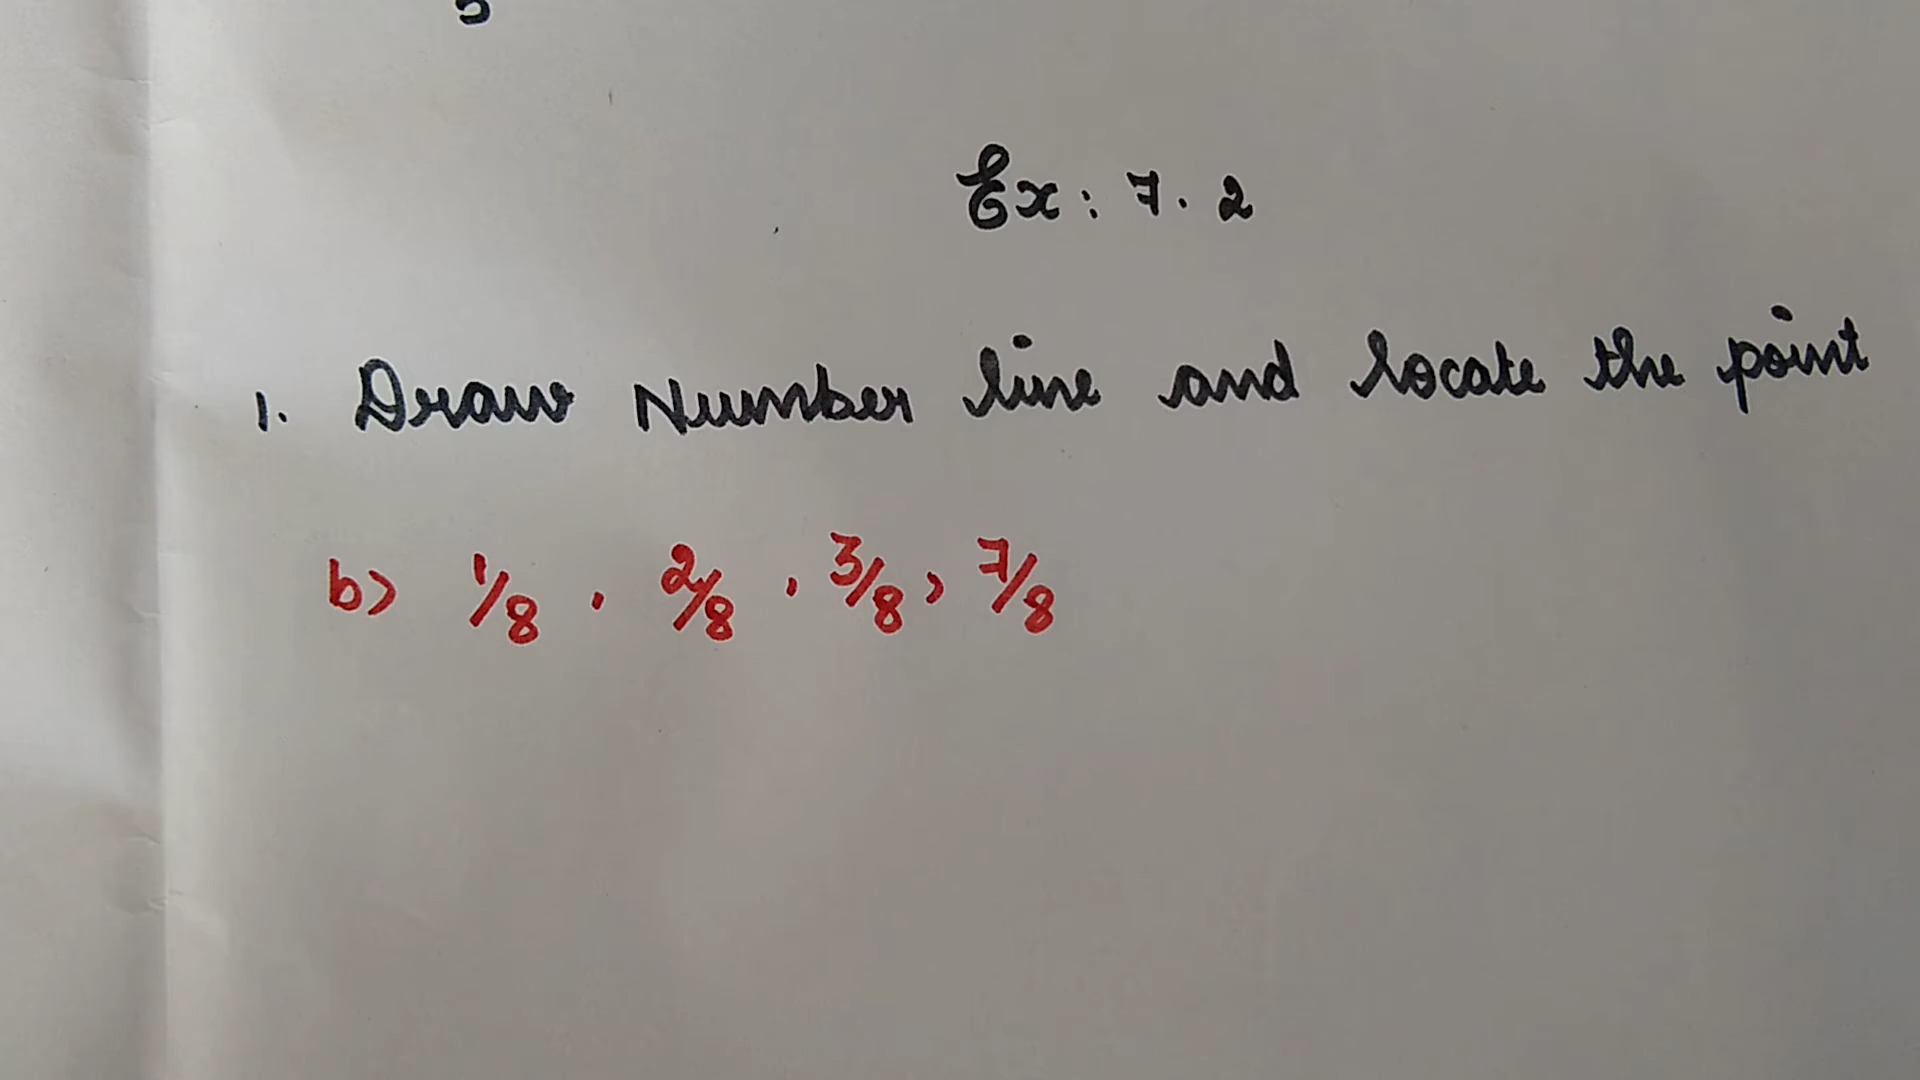 Ex: 7.2
1. Draw Number line and locate the point
b) 1/8, 2/8, 3/8, 7/8